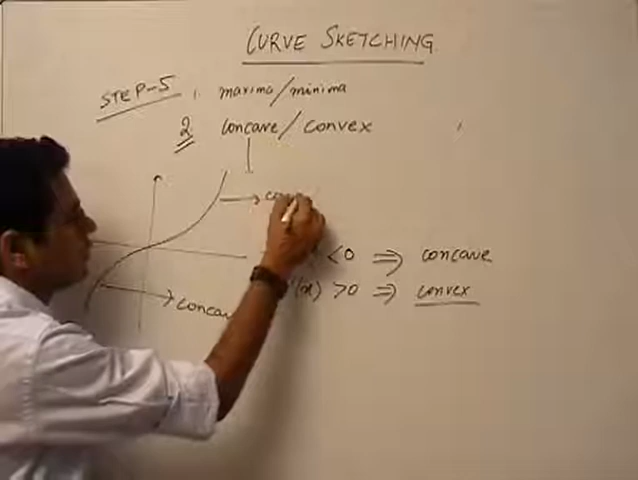 CURVE SKETCHING
STEP-5, maxima/minima
2 concave/convex
<0 ⇒ concave
(x) >0 ⇒ convex